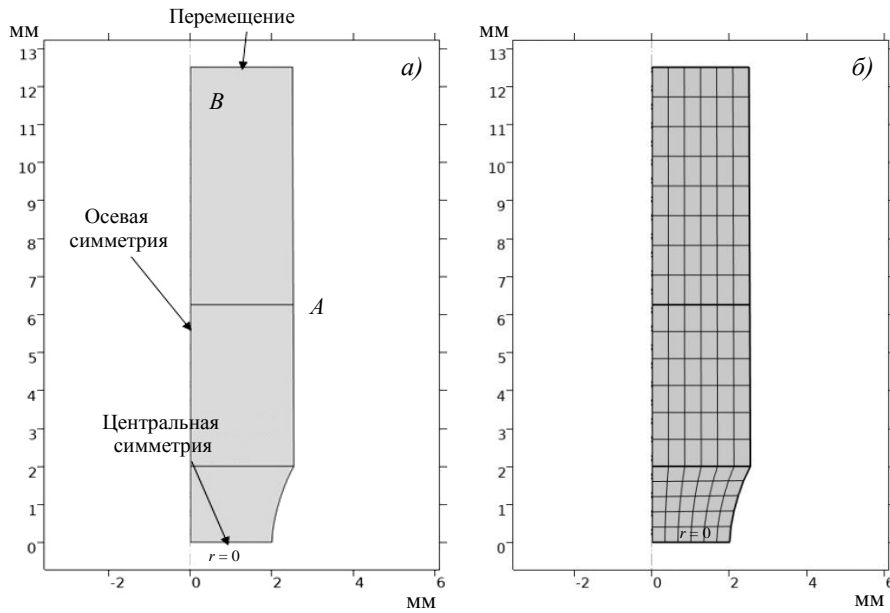 Перемещение
мм
13
12
11
10
9
8
7
6
5
4
3
2
1
0
а)
B
Осевая
симметрия
A
Центральная
симметрия
r = 0
-2
0
2
4
6
мм
мм
13
12
11
10
9
8
7
6
5
4
3
2
1
0
б)
r = 0
-2
0
2
4
6
мм